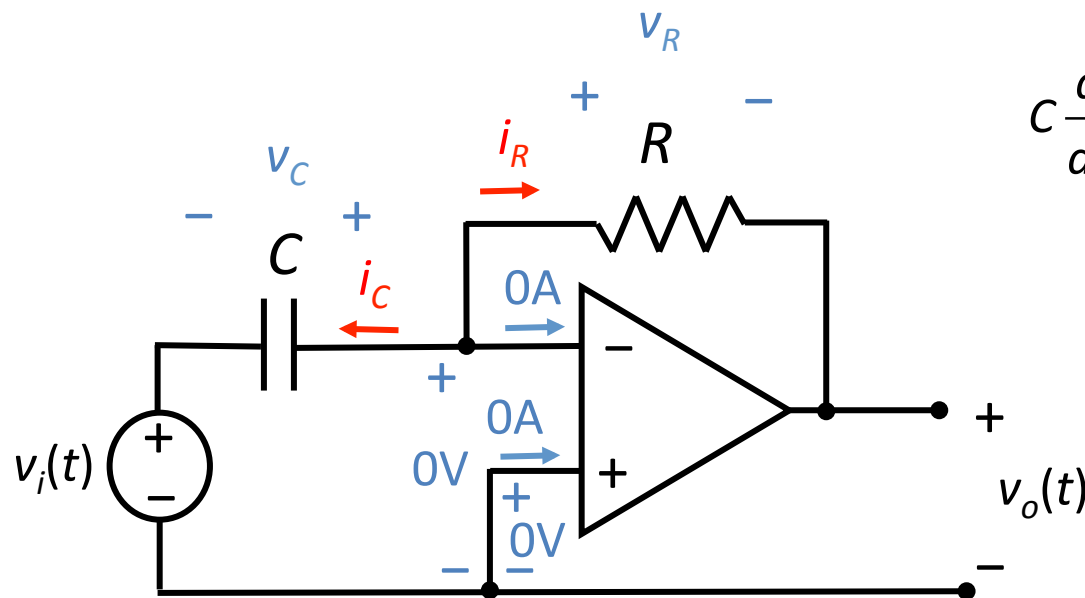 v_R
+ −
C
i_R
R
v_C
− +
C
i_C
0A
−
+
0A
0V
+
+
+
v_i(t)
−
+
v_o(t)
0V
− −
−